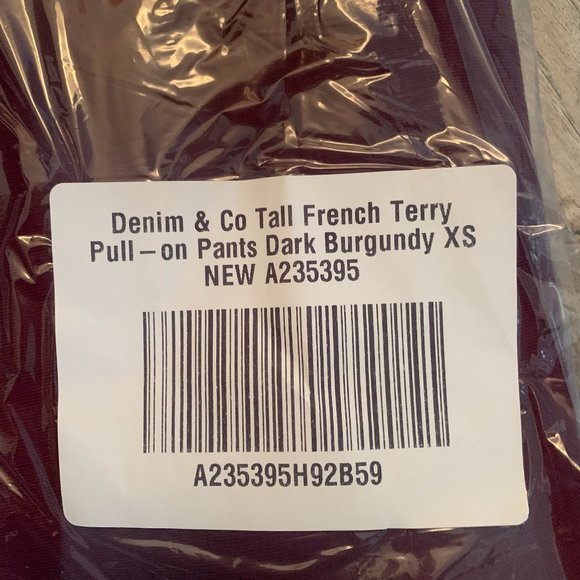 Denim & Co Tall French Terry
Pull-on Pants Dark Burgundy XS
NEW A235395
A235395H92B59